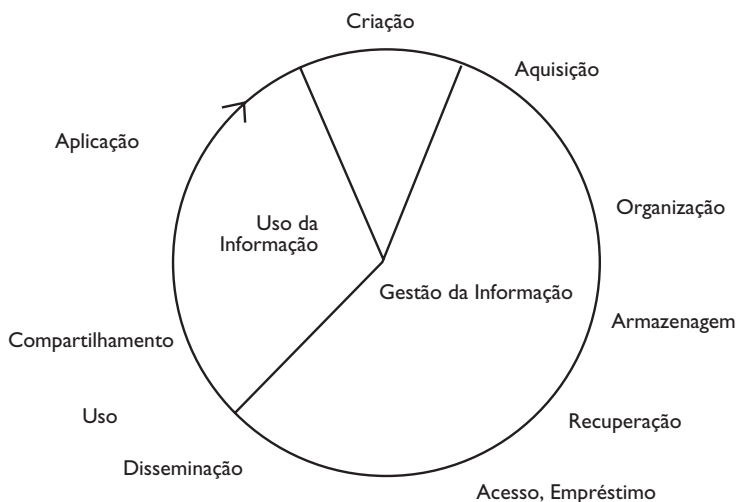 Criação
Aquisição
Aplicação
Organização
Uso da
Informação
Gestão da Informação
Armazenagem
Compartilhamento
Uso
Recuperação
Disseminação
Acesso, Empréstimo